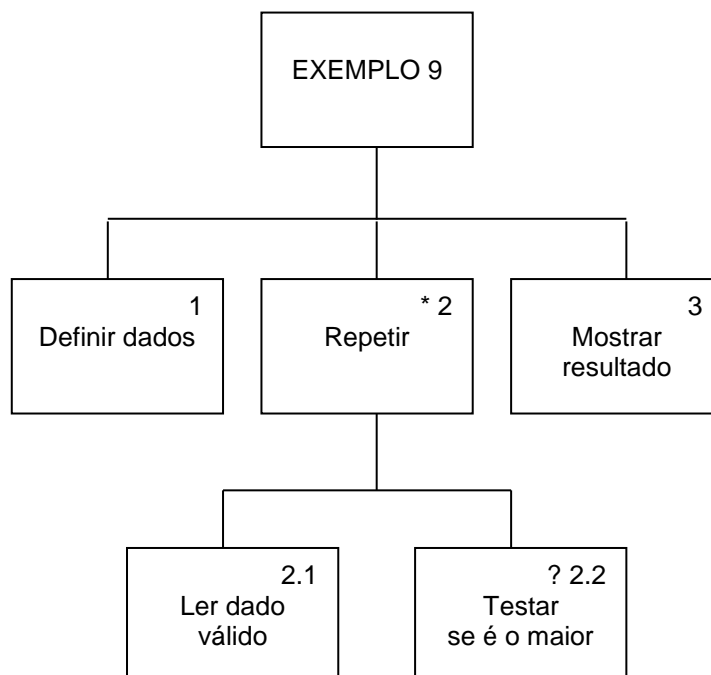 EXEMPLO 9
1
Definir dados
* 2
Repetir
3
Mostrar
resultado
2.1
Ler dado
válido
? 2.2
Testar
se é o maior